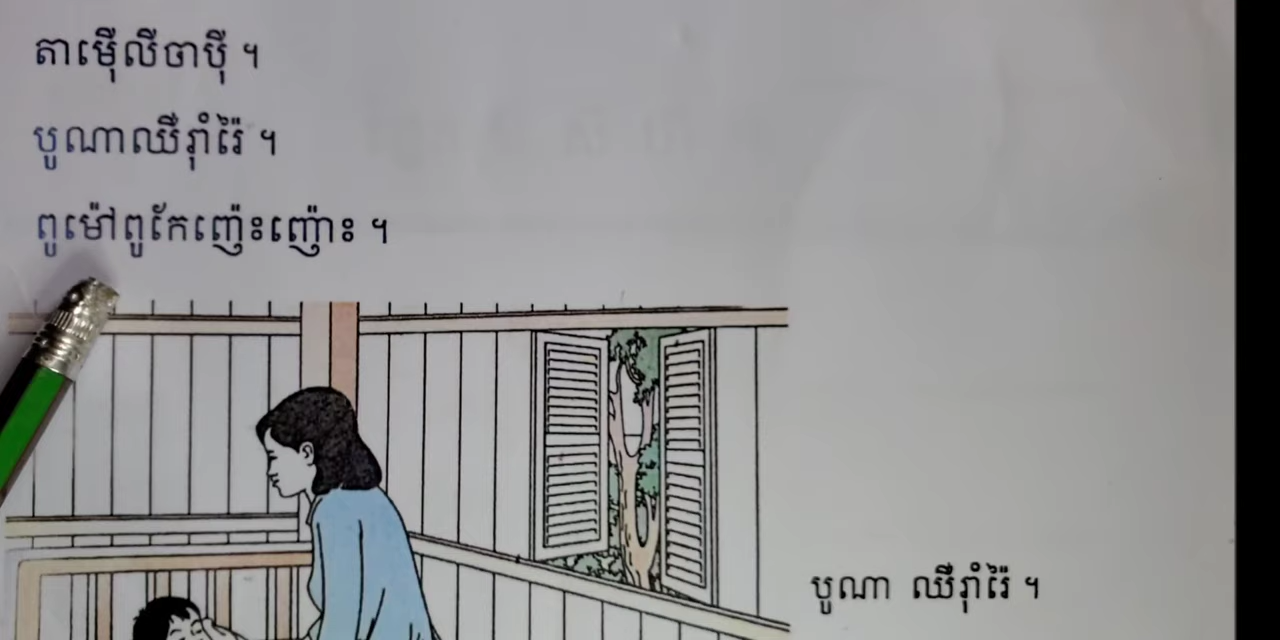 តាម៉ើលីចាប៉ី ។
បូណាឈឺរ៉ាំរ៉ៃ ។
ពូម៉ៅពូកែញ៉េះញ៉ោះ ។
បូណា ឈឺរ៉ាំរ៉ៃ ។